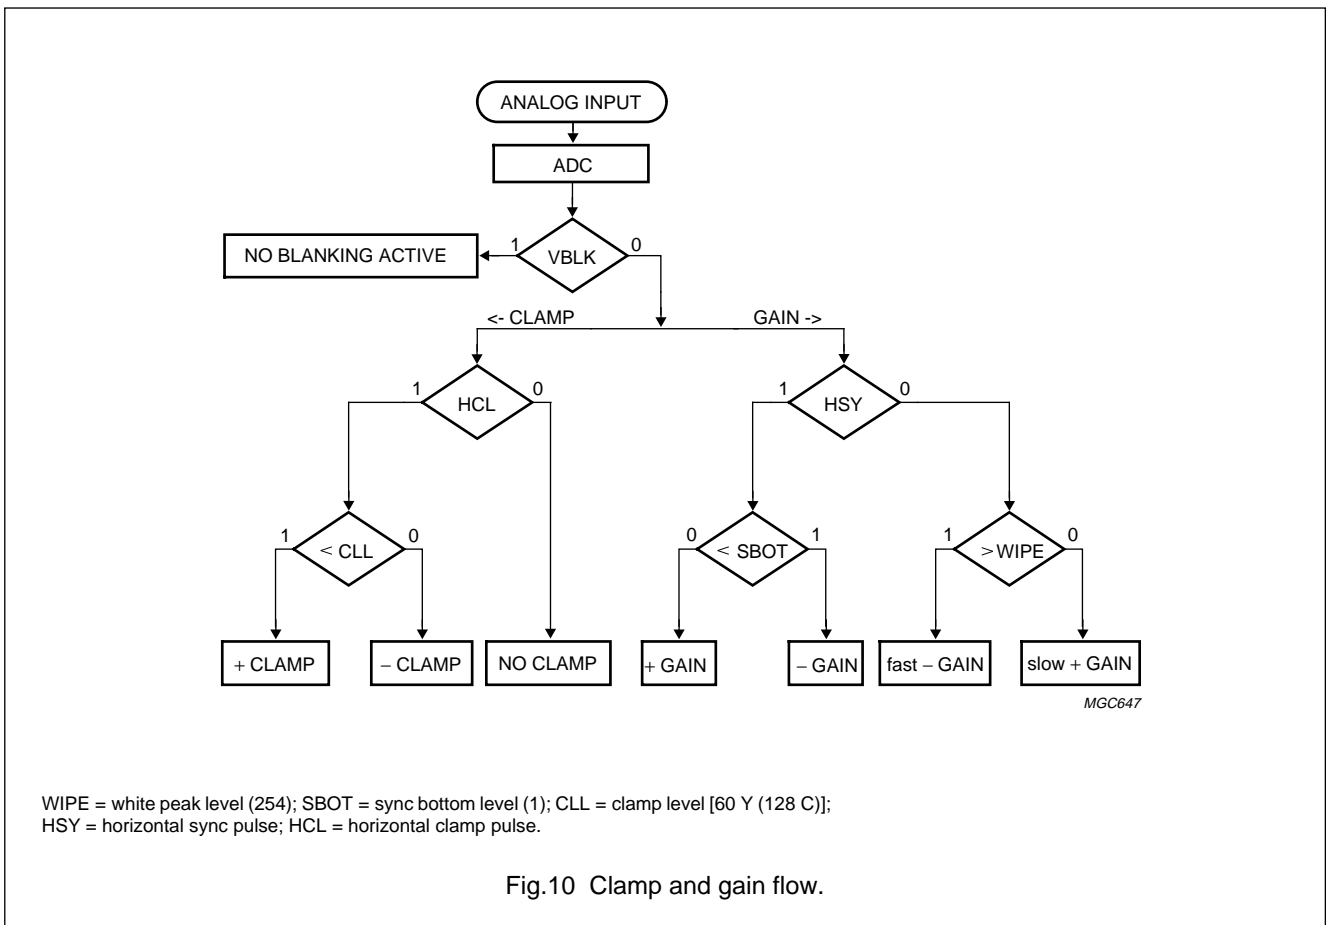 ANALOG INPUT
ADC
NO BLANKING ACTIVE
1
VBLK
0
<- CLAMP
GAIN ->
1
HCL
0
1
HSY
0
1
< CLL
0
0
< SBOT
1
1
> WIPE
0
+ CLAMP
− CLAMP
NO CLAMP
+ GAIN
− GAIN
fast − GAIN
slow + GAIN
MGC647
WIPE = white peak level (254); SBOT = sync bottom level (1); CLL = clamp level [60 Y (128 C)];
HSY = horizontal sync pulse; HCL = horizontal clamp pulse.
Fig.10 Clamp and gain flow.